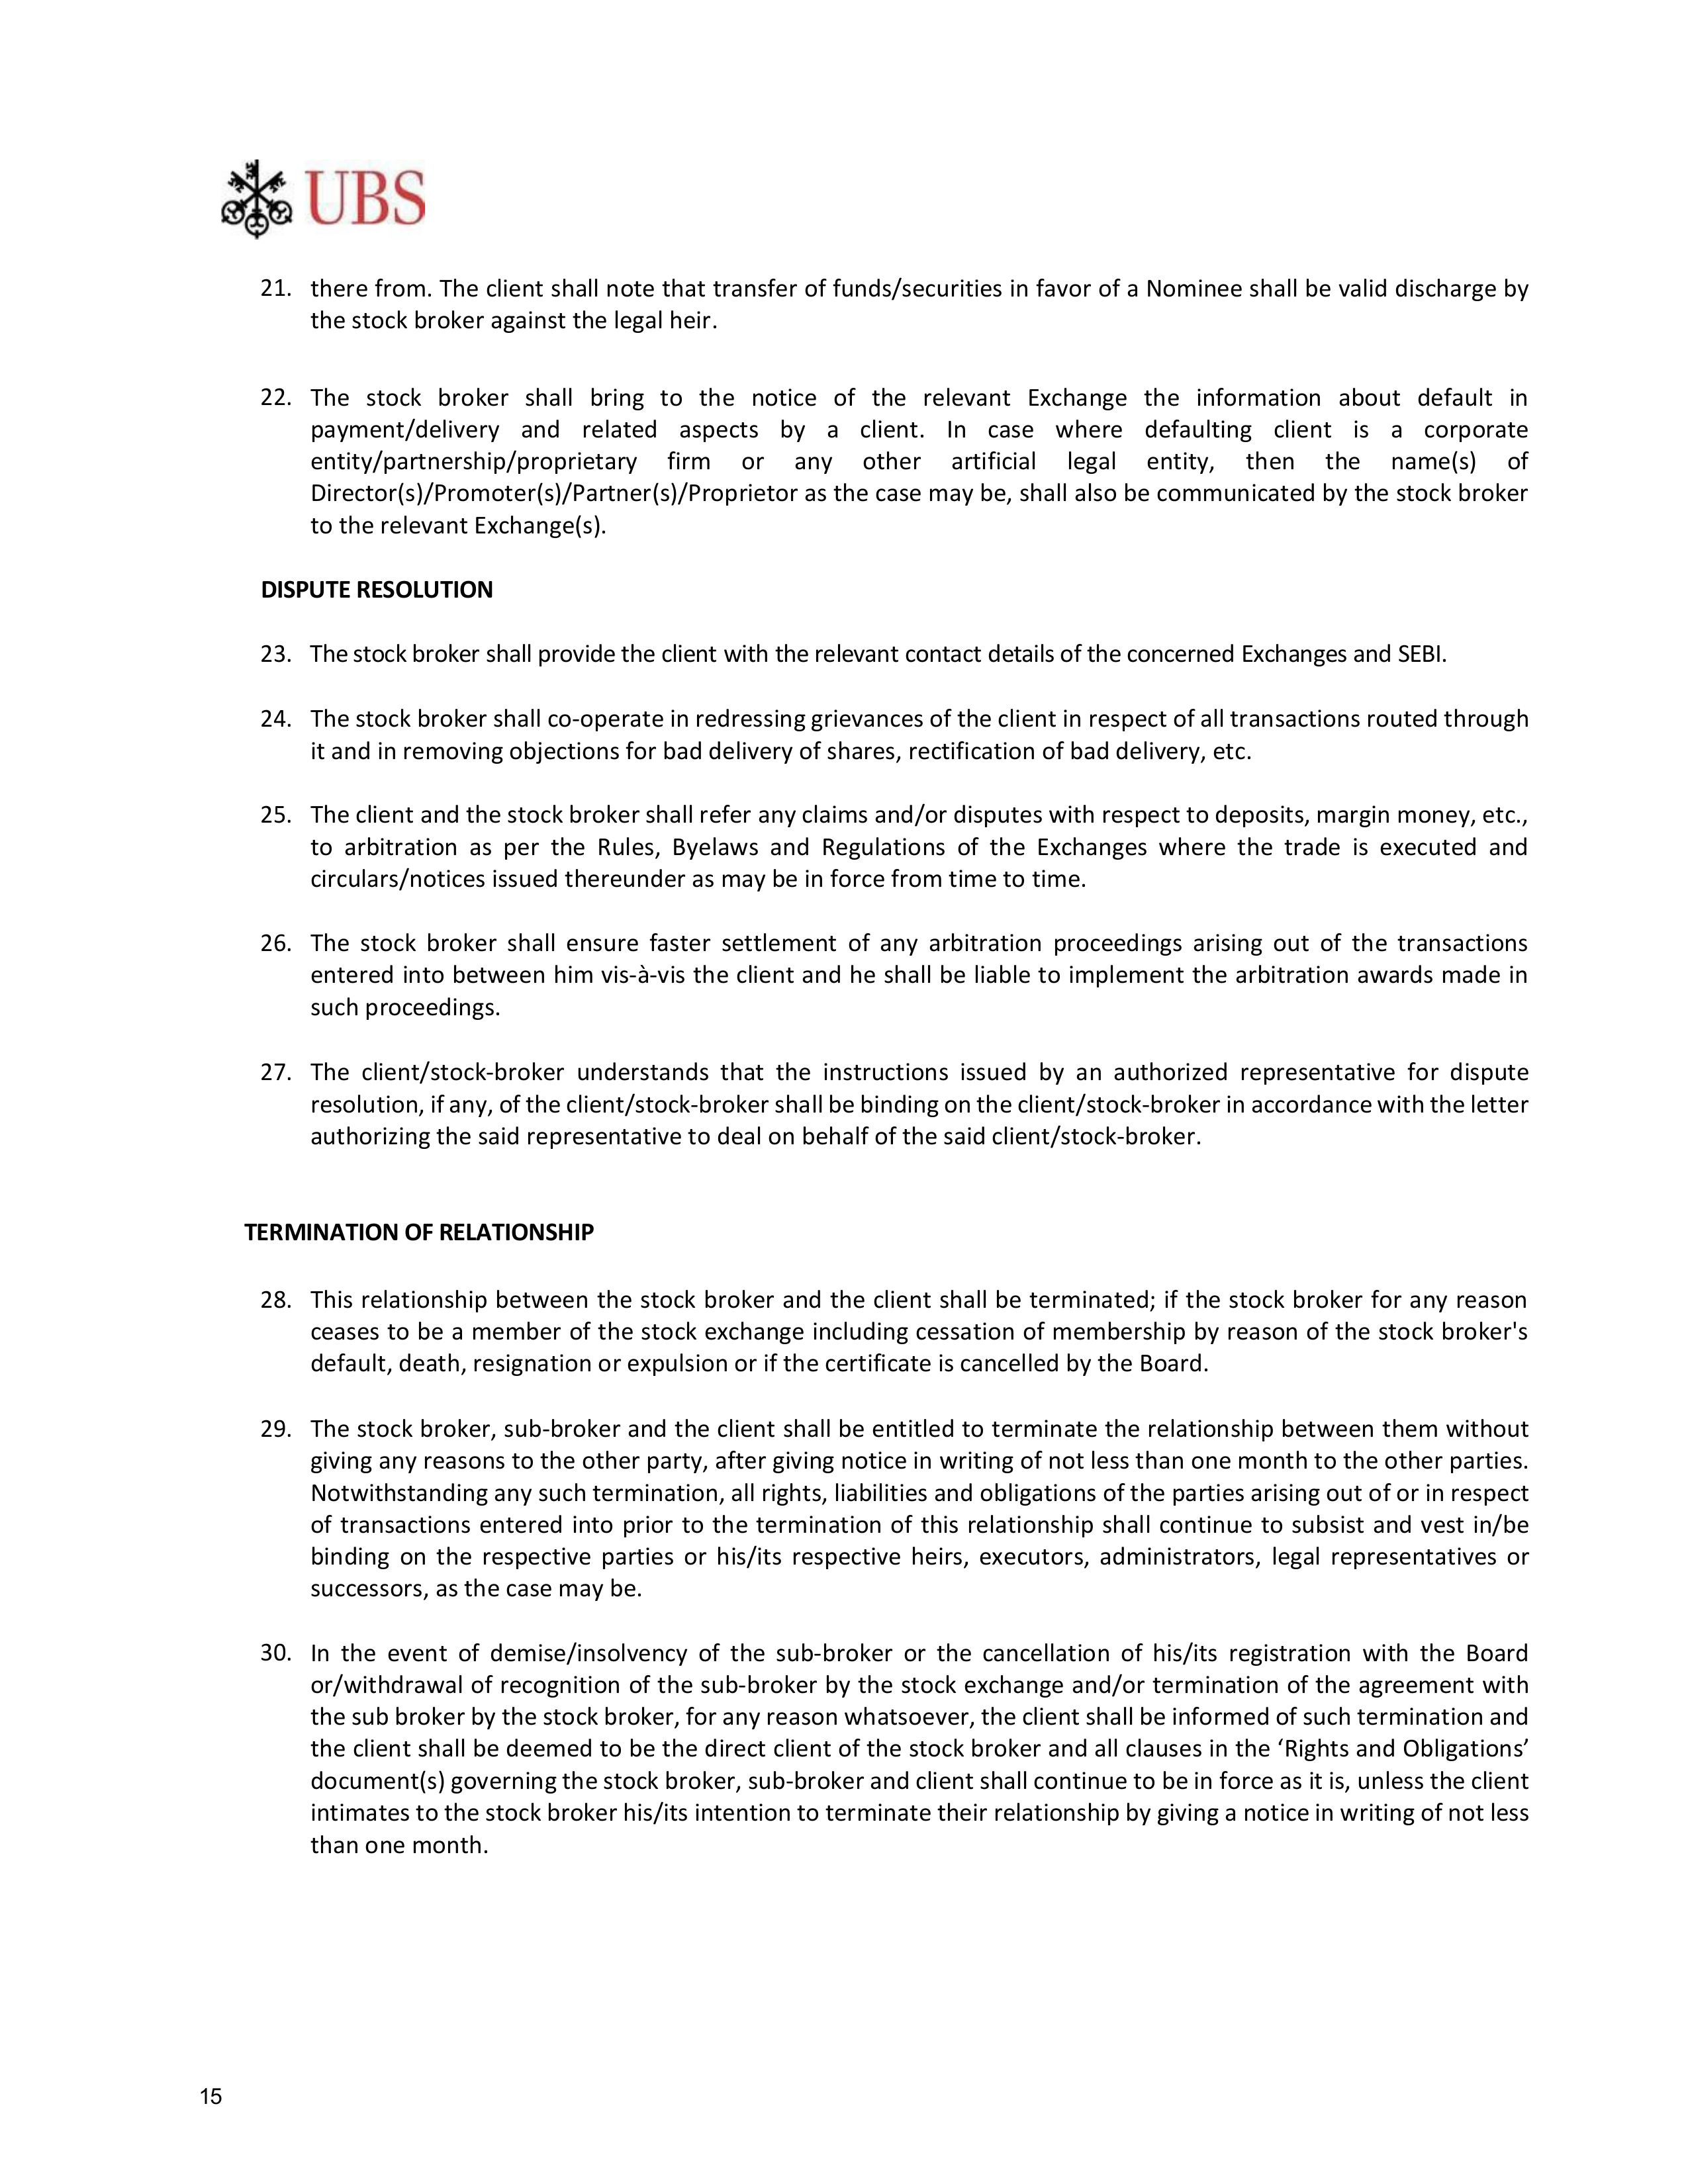 UBS
21. there from. The client shall note that transfer of funds/securities in favor of a Nominee shall be valid discharge by
the stock broker against the legal heir.
22. The stock broker shall bring to the notice of the relevant Exchange the information about default in
payment/delivery and related aspects by a client. In case where defaulting client is a corporate
entity/partnership/proprietary firm or any other artificial legal entity, then the name(s) of
Director(s)/Promoter(s)/Partner(s)/Proprietor as the case may be, shall also be communicated by the stock broker
to the relevant Exchange(s).
DISPUTE RESOLUTION
23. The stock broker shall provide the client with the relevant contact details of the concerned Exchanges and SEBI.
24. The stock broker shall co-operate in redressing grievances of the client in respect of all transactions routed through
it and in removing objections for bad delivery of shares, rectification of bad delivery, etc.
25. The client and the stock broker shall refer any claims and/or disputes with respect to deposits, margin money, etc.,
to arbitration as per the Rules, Byelaws and Regulations of the Exchanges where the trade is executed and
circulars/notices issued thereunder as may be in force from time to time.
26. The stock broker shall ensure faster settlement of any arbitration proceedings arising out of the transactions
entered into between him vis-à-vis the client and he shall be liable to implement the arbitration awards made in
such proceedings.
27. The client/stock-broker understands that the instructions issued by an authorized representative for dispute
resolution, if any, of the client/stock-broker shall be binding on the client/stock-broker in accordance with the letter
authorizing the said representative to deal on behalf of the said client/stock-broker.
TERMINATION OF RELATIONSHIP
28. This relationship between the stock broker and the client shall be terminated; if the stock broker for any reason
ceases to be a member of the stock exchange including cessation of membership by reason of the stock broker's
default, death, resignation or expulsion or if the certificate is cancelled by the Board.
29. The stock broker, sub-broker and the client shall be entitled to terminate the relationship between them without
giving any reasons to the other party, after giving notice in writing of not less than one month to the other parties.
Notwithstanding any such termination, all rights, liabilities and obligations of the parties arising out of or in respect
of transactions entered into prior to the termination of this relationship shall continue to subsist and vest in/be
binding on the respective parties or his/its respective heirs, executors, administrators, legal representatives or
successors, as the case may be.
30. In the event of demise/insolvency of the sub-broker or the cancellation of his/its registration with the Board
or/withdrawal of recognition of the sub-broker by the stock exchange and/or termination of the agreement with
the sub broker by the stock broker, for any reason whatsoever, the client shall be informed of such termination and
the client shall be deemed to be the direct client of the stock broker and all clauses in the ‘Rights and Obligations’
document(s) governing the stock broker, sub-broker and client shall continue to be in force as it is, unless the client
intimates to the stock broker his/its intention to terminate their relationship by giving a notice in writing of not less
than one month.
15